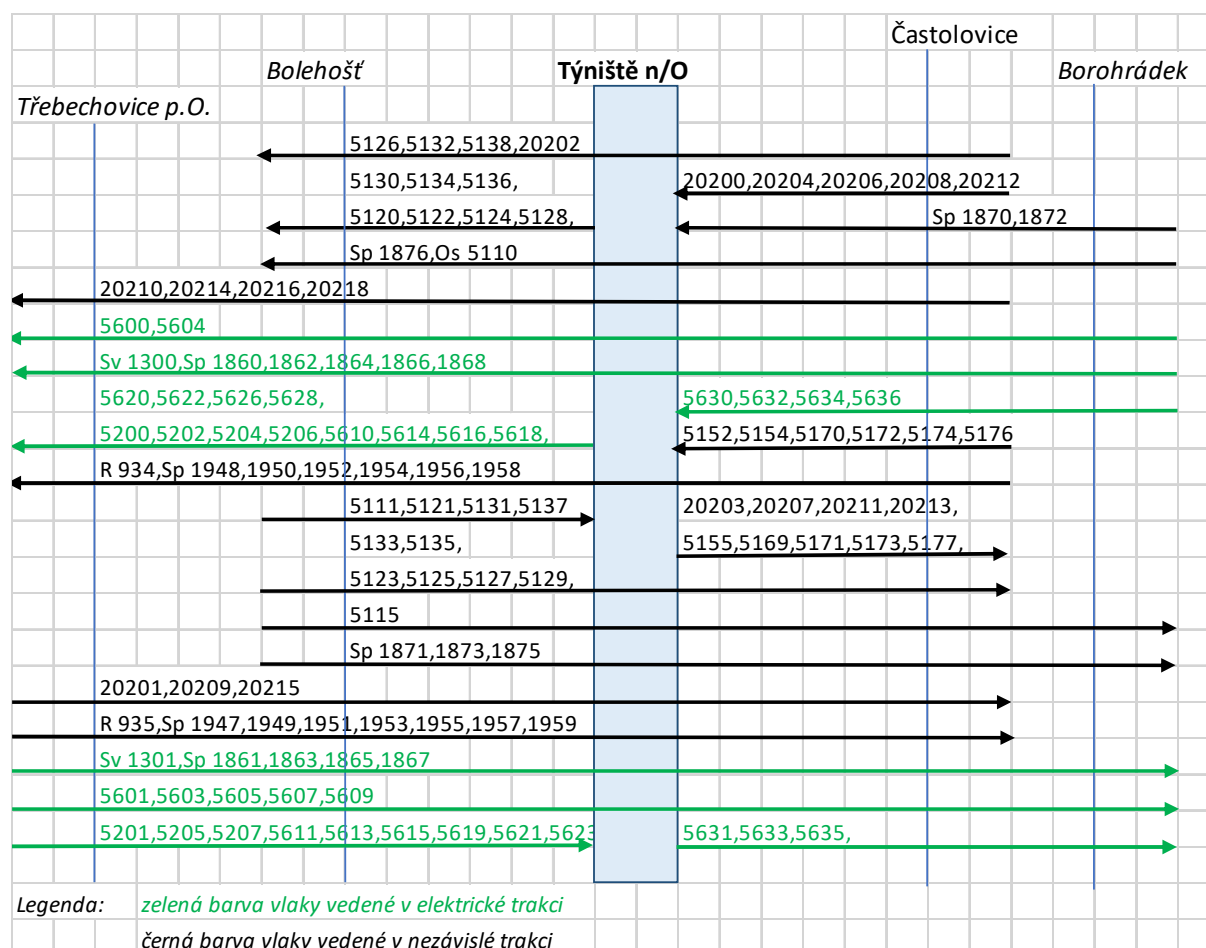 Častolovice
Bolehošť Týniště n/O Borohrádek
Třebechovice p.O.
5126,5132,5138,20202
5130,5134,5136, 20200,20204,20206,20208,20212
5120,5122,5124,5128, Sp 1870,1872
Sp 1876,Os 5110
20210,20214,20216,20218
5600,5604
Sv 1300,Sp 1860,1862,1864,1866,1868
5620,5622,5626,5628, 5630,5632,5634,5636
5200,5202,5204,5206,5610,5614,5616,5618, 5152,5154,5170,5172,5174,5176
R 934,Sp 1948,1950,1952,1954,1956,1958
5111,5121,5131,5137 20203,20207,20211,20213,
5133,5135, 5155,5169,5171,5173,5177,
5123,5125,5127,5129,
5115
Sp 1871,1873,1875
20201,20209,20215
R 935,Sp 1947,1949,1951,1953,1955,1957,1959
Sv 1301,Sp 1861,1863,1865,1867
5601,5603,5605,5607,5609
5201,5205,5207,5611,5613,5615,5619,5621,5623 5631,5633,5635,
Legenda: zelená barva vlaky vedené v elektrické trakci
černá barva vlaky vedené v nezávislé trakci